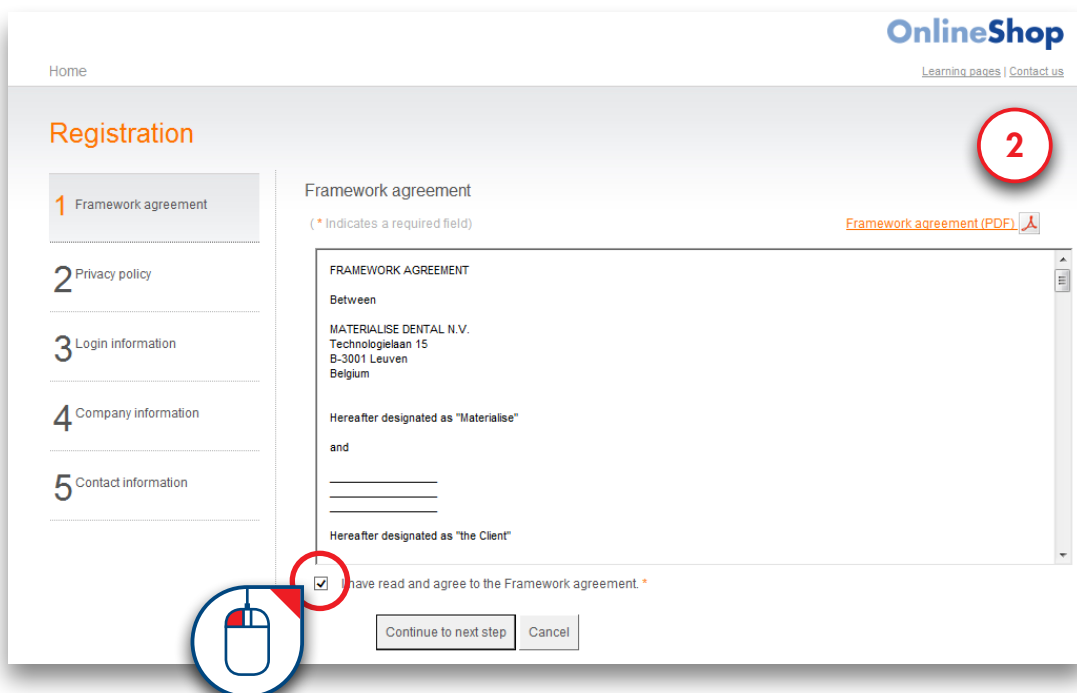 OnlineShop
Home
Learning pages | Contact us
Registration
2
1 Framework agreement
2 Privacy policy
3 Login information
4 Company information
5 Contact information
Framework agreement
( * Indicates a required field)
Framework agreement (PDF)
FRAMEWORK AGREEMENT
Between
MATERIALISE DENTAL N.V.
Technologielaan 15
B-3001 Leuven
Belgium
Hereafter designated as "Materialise"
and
Hereafter designated as "the Client"
I have read and agree to the Framework agreement. *
Continue to next step
Cancel